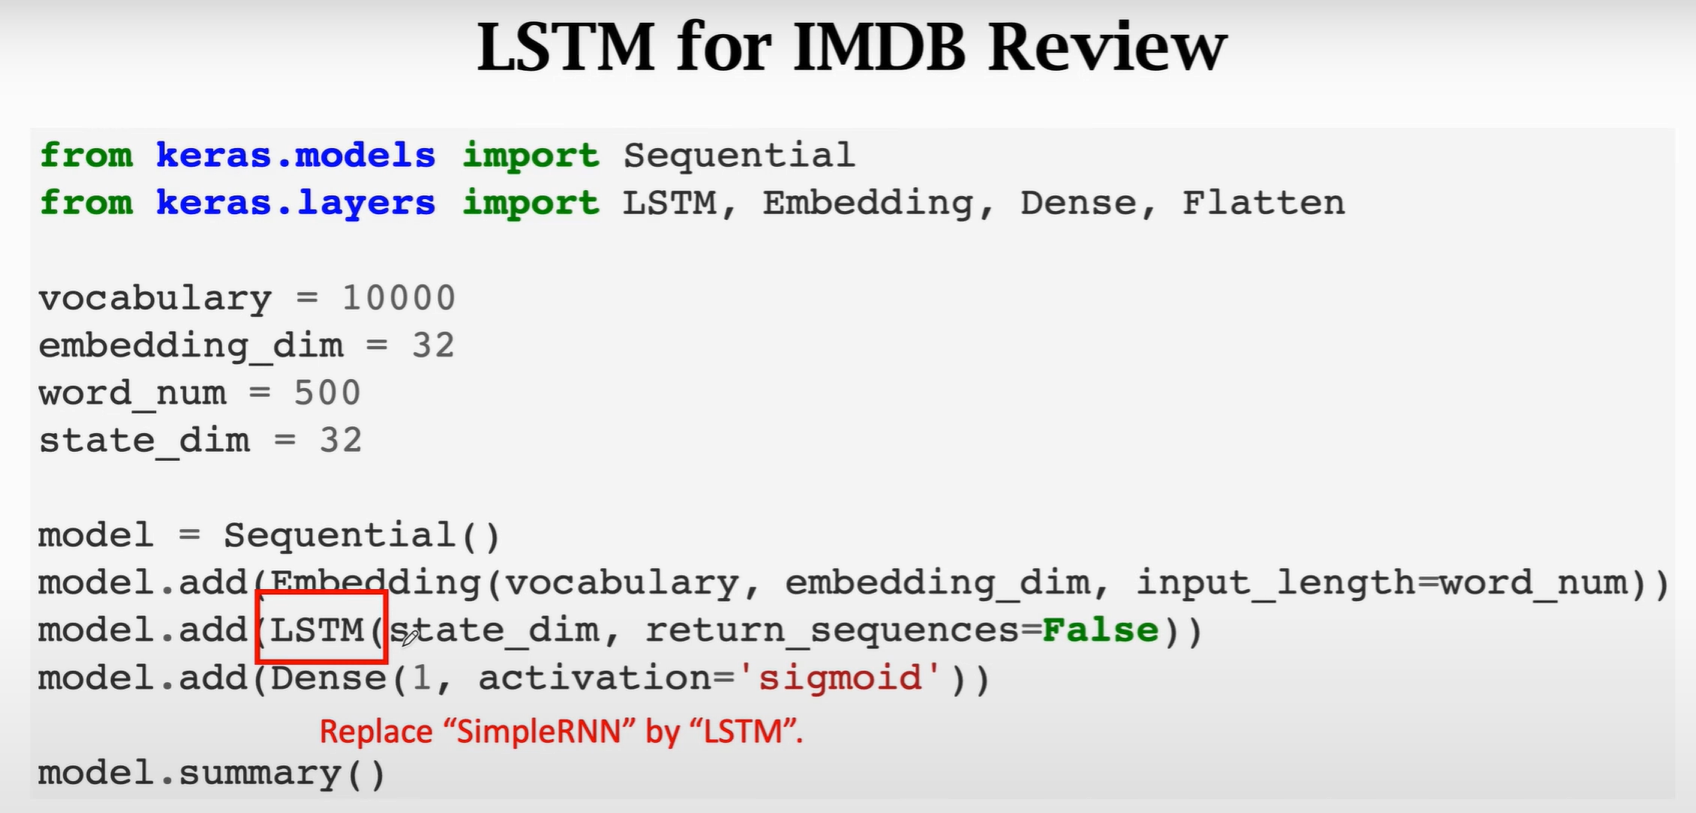 LSTM for IMDB Review
from keras.models import Sequential
from keras.layers import LSTM, Embedding, Dense, Flatten
vocabulary = 10000
embedding_dim = 32
word_num = 500
state_dim = 32
model = Sequential()
model.add(Embedding(vocabulary, embedding_dim, input_length=word_num))
model.add(LSTM(state_dim, return_sequences=False))
model.add(Dense(1, activation='sigmoid'))
Replace “SimpleRNN” by “LSTM”.
model.summary()